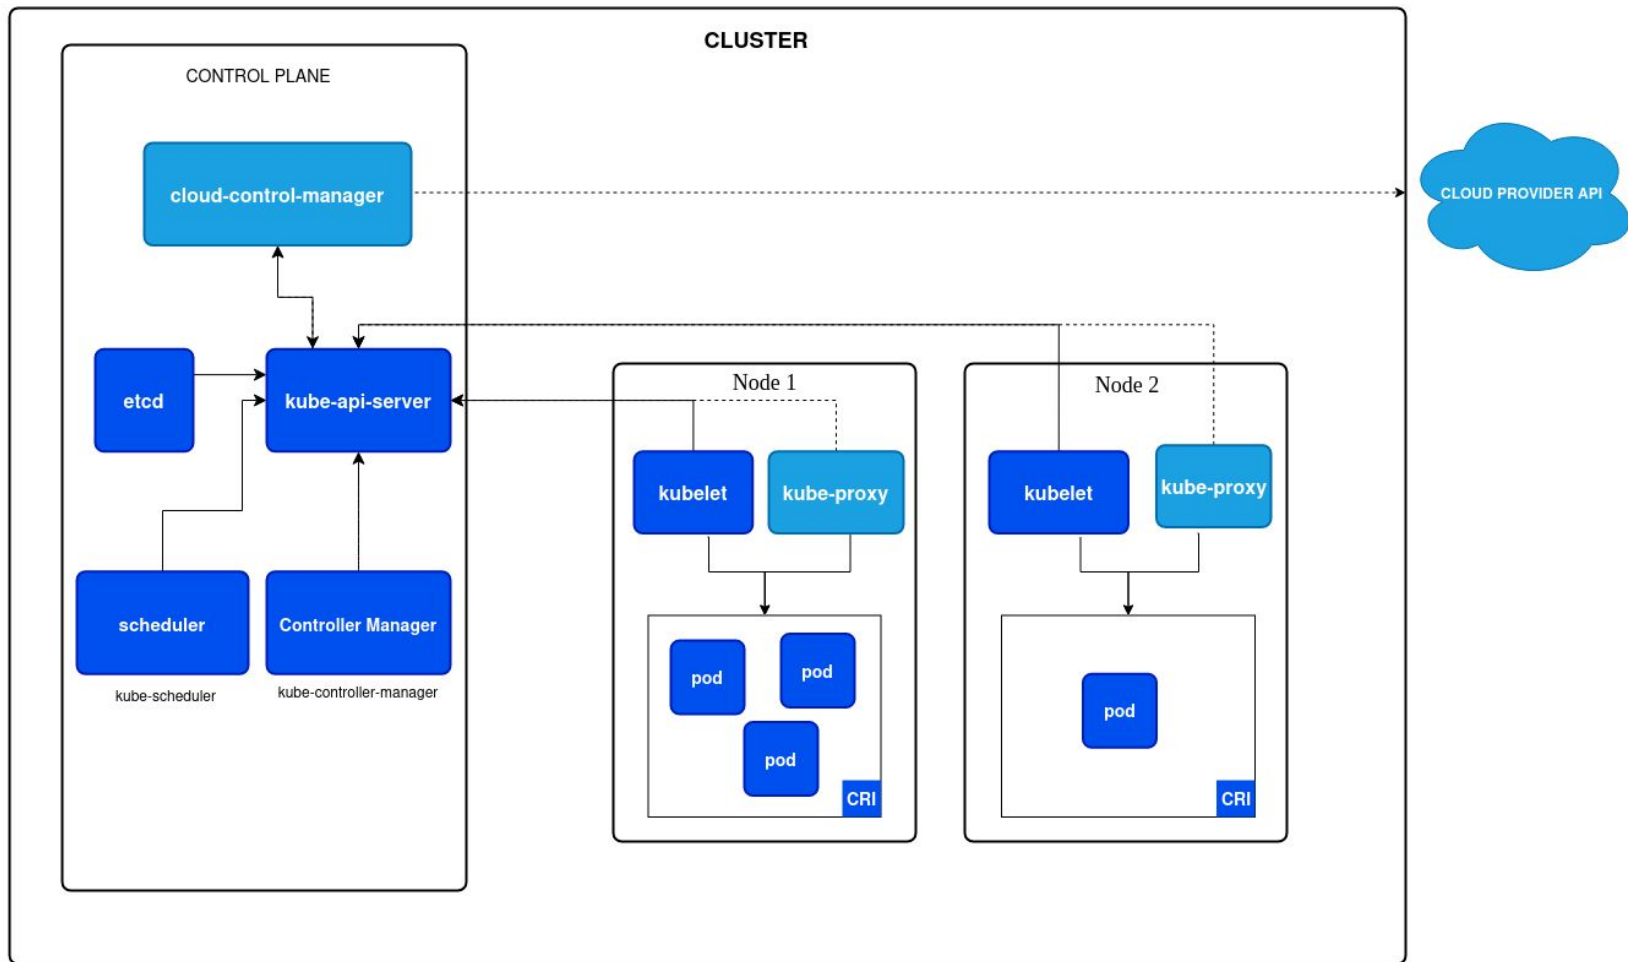 CLUSTER
CONTROL PLANE
cloud-control-manager
CLOUD PROVIDER API
etcd
kube-api-server
scheduler
Controller Manager
kube-scheduler
kube-controller-manager
Node 1
kubelet
kube-proxy
pod
pod
pod
CRI
Node 2
kubelet
kube-proxy
pod
CRI